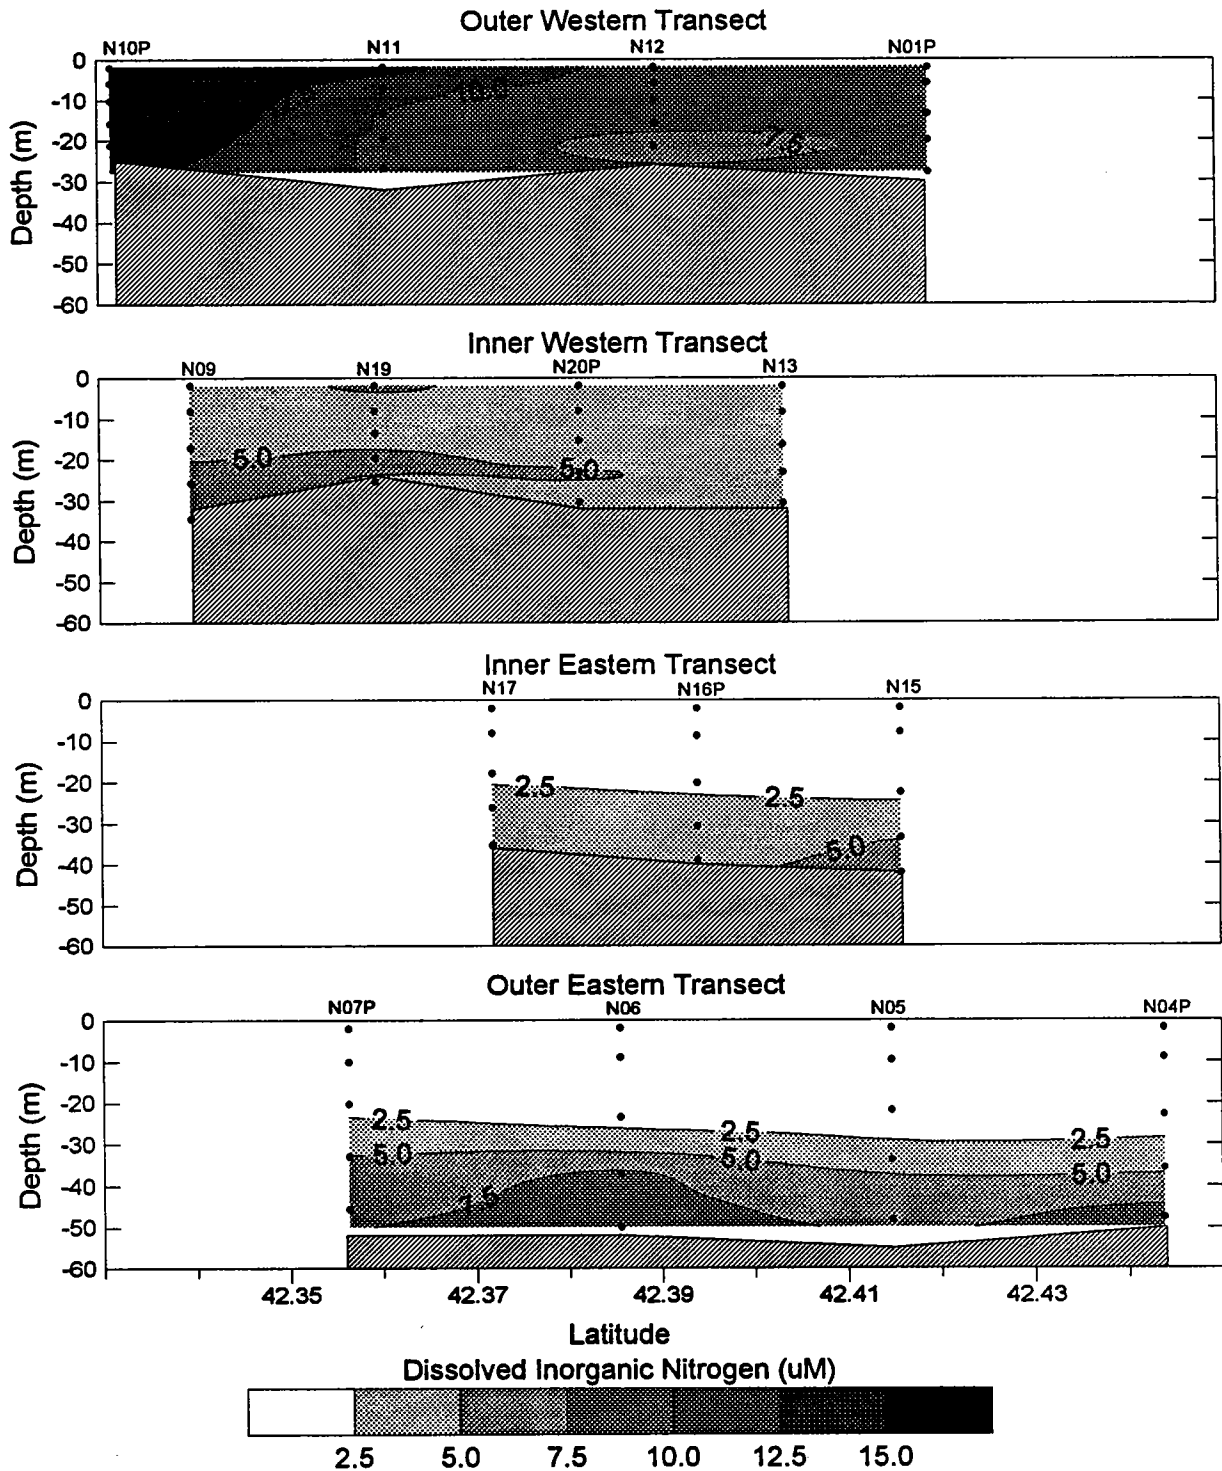 Outer Western Transect
N10P N11 N12 N01P
0
-10
-20
-30
-40
-50
-60
Depth (m)
10.0
7.5
Inner Western Transect
N09 N19 N20P N13
0
-10
-20
-30
-40
-50
-60
Depth (m)
5.0 5.0
Inner Eastern Transect
N17 N16P N15
0
-10
-20
-30
-40
-50
-60
Depth (m)
2.5 2.5
5.0
Outer Eastern Transect
N07P N06 N05 N04P
0
-10
-20
-30
-40
-50
-60
Depth (m)
2.5 2.5 2.5
5.0 5.0 5.0
7.5
42.35 42.37 42.39 42.41 42.43
Latitude
Dissolved Inorganic Nitrogen (uM)
2.5 5.0 7.5 10.0 12.5 15.0